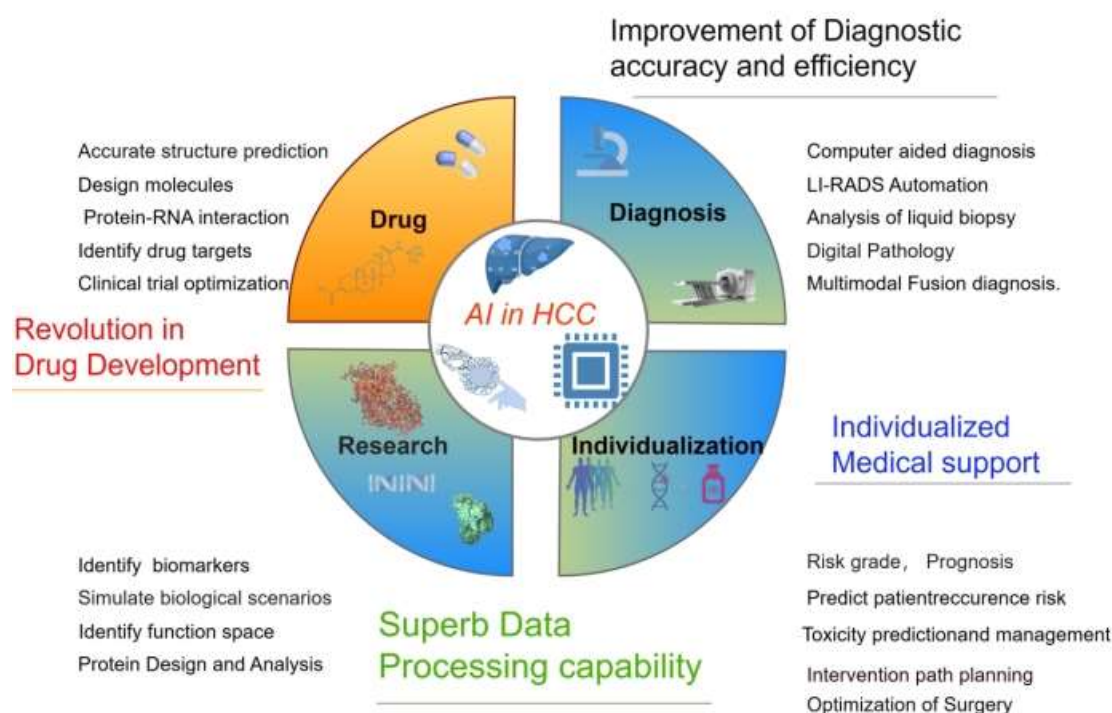 Improvement of Diagnostic
accuracy and efficiency
Accurate structure prediction
Design molecules
Protein-RNA interaction
Identify drug targets
Clinical trial optimization
Drug
Diagnosis
Computer aided diagnosis
LI-RADS Automation
Analysis of liquid biopsy
Digital Pathology
Multimodal Fusion diagnosis.
AI in HCC
Revolution in
Drug Development
Research
Individualization
Individualized
Medical support
Identify biomarkers
Simulate biological scenarios
Identify function space
Protein Design and Analysis
Superb Data
Processing capability
Risk grade， Prognosis
Predict patientreccurence risk
Toxicity predictionand management
Intervention path planning
Optimization of Surgery